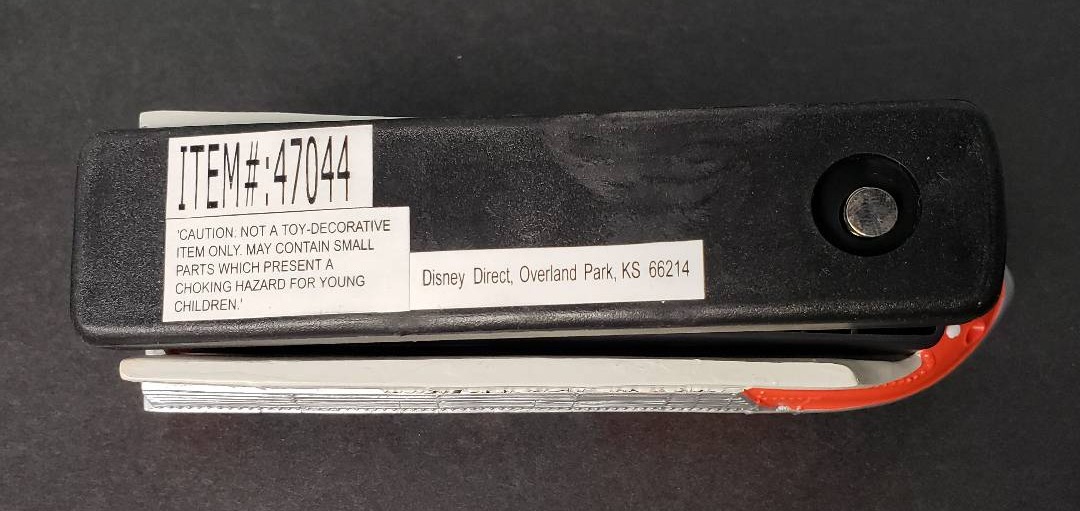 ITEM#:47044
'CAUTION: NOT A TOY-DECORATIVE
ITEM ONLY. MAY CONTAIN SMALL
PARTS WHICH PRESENT A
CHOKING HAZARD FOR YOUNG
CHILDREN.'
Disney Direct, Overland Park, KS 66214